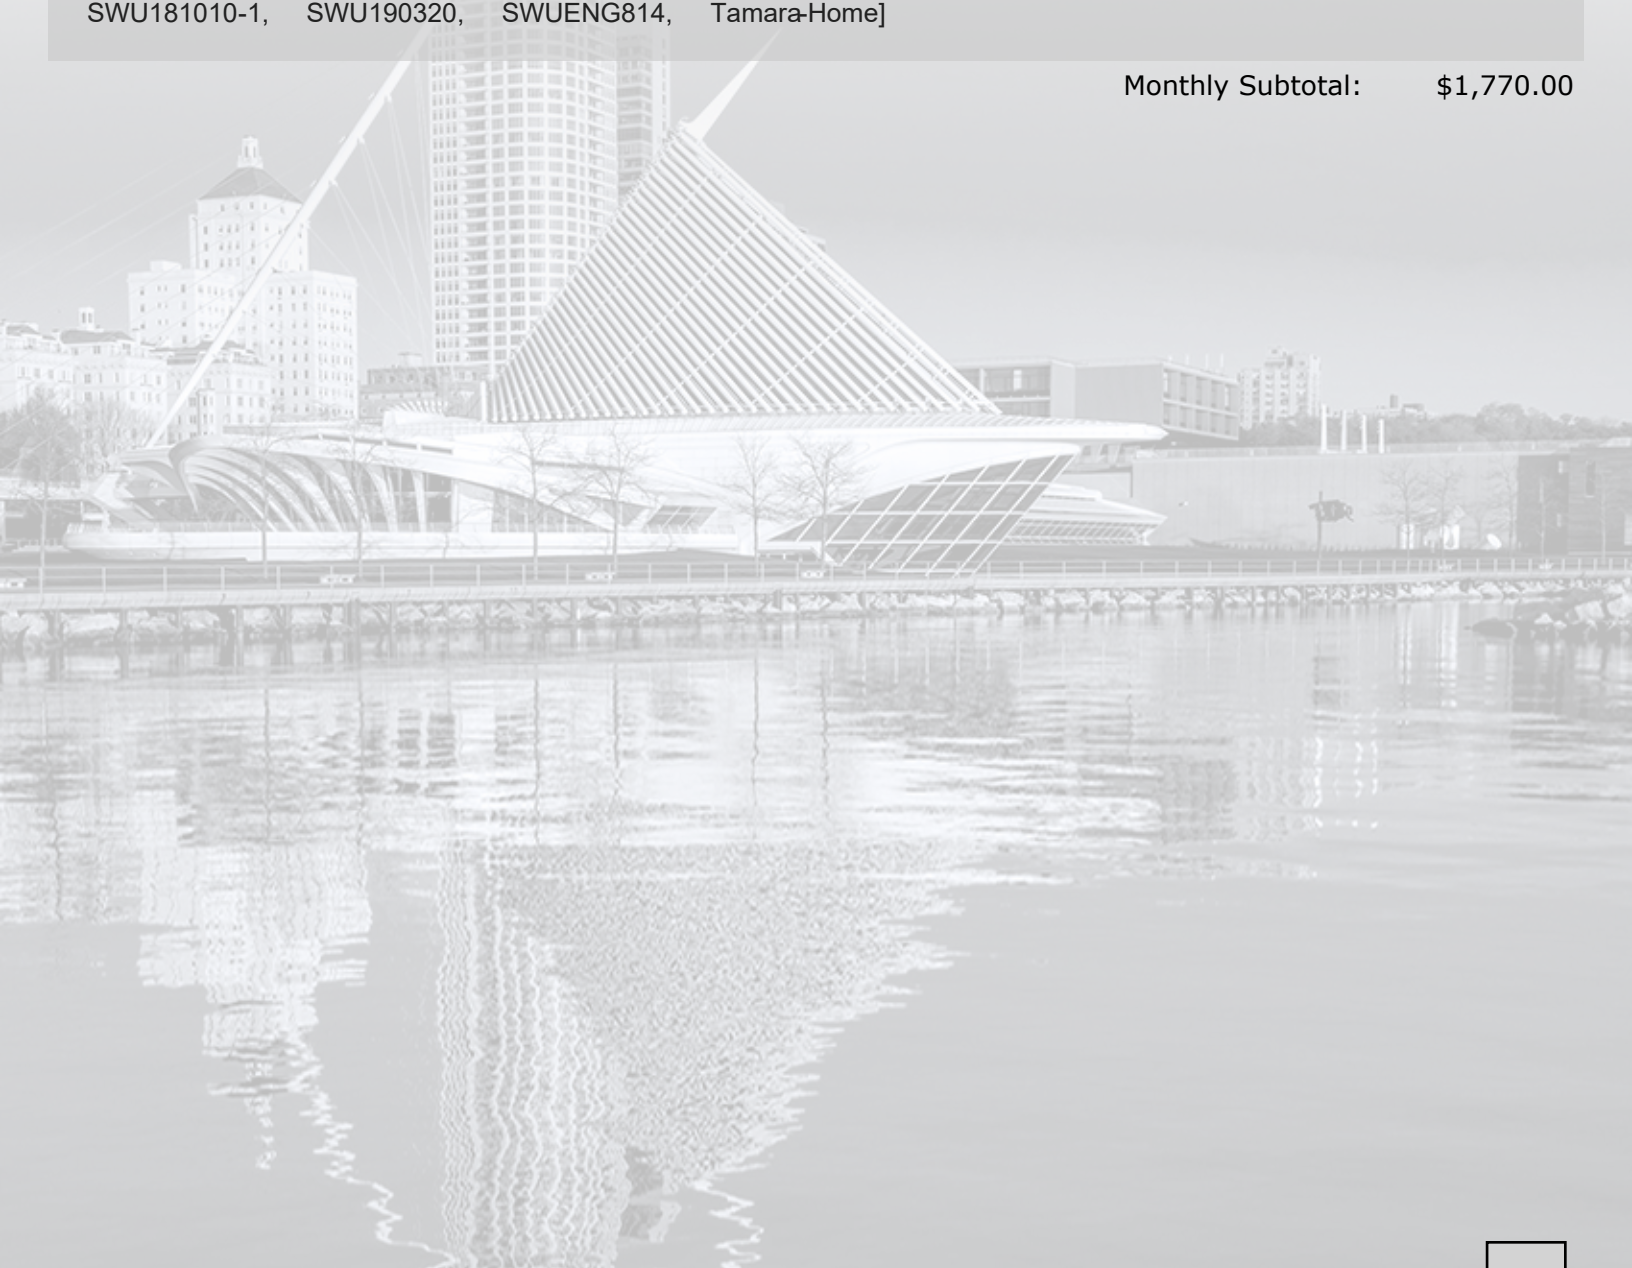 SWU181010-1, SWU190320, SWUENG814, Tamara-Home]
Monthly Subtotal: $1,770.00